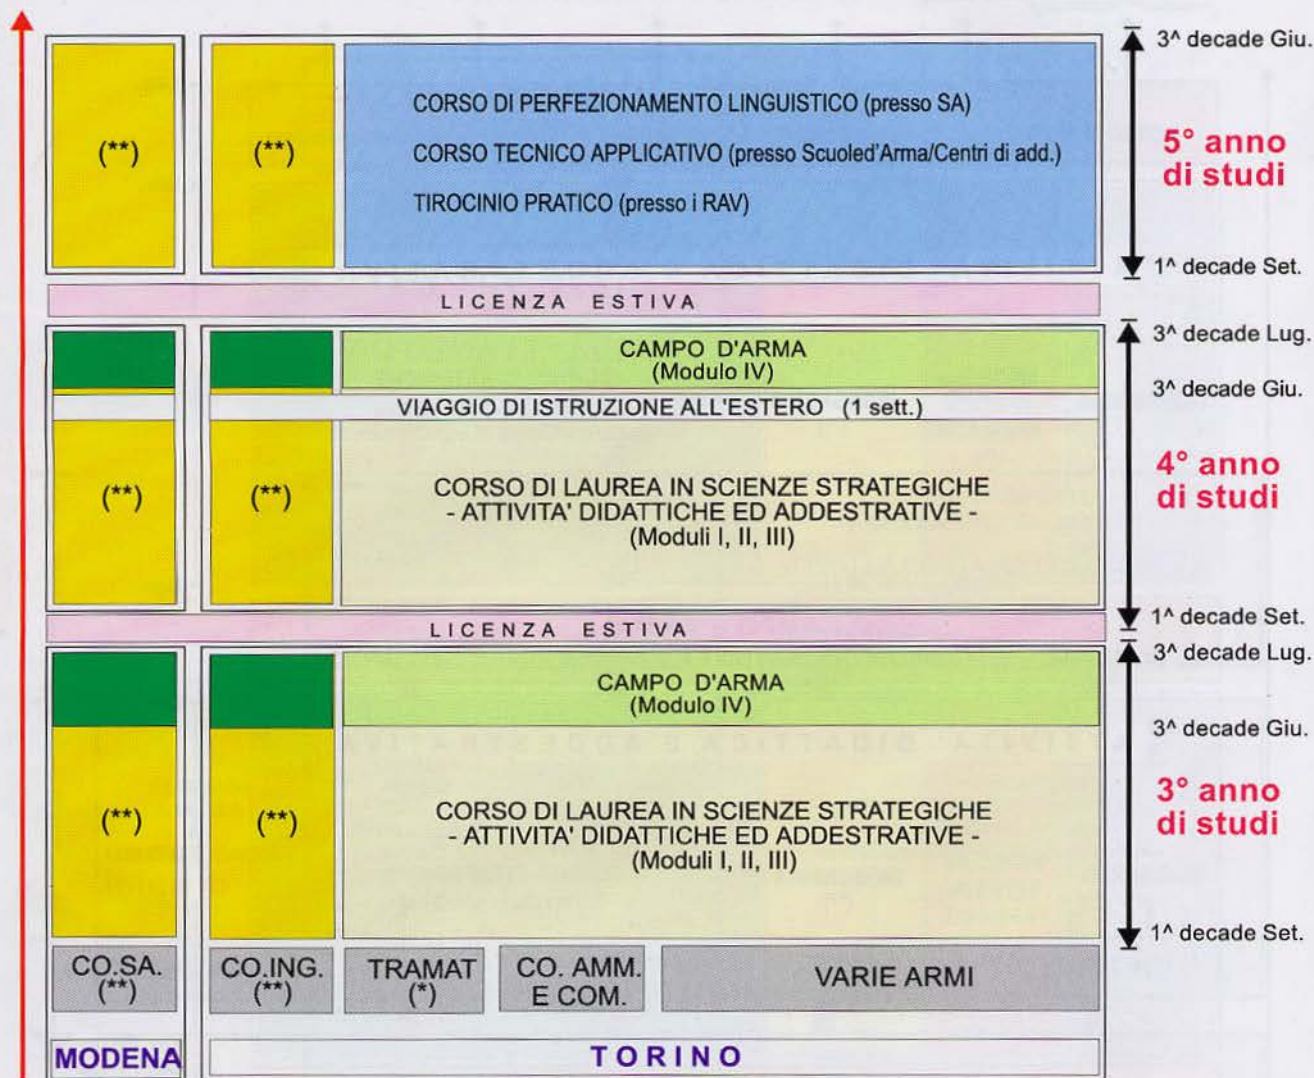 3^ decade Giu.
(**)
(**)
CORSO DI PERFEZIONAMENTO LINGUISTICO (presso SA)
CORSO TECNICO APPLICATIVO (presso Scuoled'Arma/Centri di add.)
TIROCINIO PRATICO (presso i RAV)
5° anno
di studi
1^ decade Set.
LICENZA ESTIVA
CAMPO D'ARMA
(Modulo IV)
3^ decade Lug.
3^ decade Giu.
VIAGGIO DI ISTRUZIONE ALL'ESTERO (1 sett.)
(**)
(**)
CORSO DI LAUREA IN SCIENZE STRATEGICHE
- ATTIVITA' DIDATTICHE ED ADDESTRATIVE -
(Moduli I, II, III)
4° anno
di studi
1^ decade Set.
LICENZA ESTIVA
3^ decade Lug.
CAMPO D'ARMA
(Modulo IV)
3^ decade Giu.
(**)
(**)
CORSO DI LAUREA IN SCIENZE STRATEGICHE
- ATTIVITA' DIDATTICHE ED ADDESTRATIVE -
(Moduli I, II, III)
3° anno
di studi
1^ decade Set.
CO.SA.
(**)
CO.ING.
(**)
TRAMAT
(*)
CO. AMM.
E COM.
VARIE ARMI
MODENA
TORINO